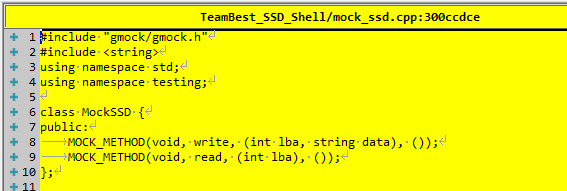 TeamBest_SSD_Shell/mock_ssd.cpp:300ccdce
1 #include "gmock/gmock.h"
2 #include <string>
3 using namespace std;
4 using namespace testing;
5
6 class MockSSD {
7 public:
8 MOCK_METHOD(void, write, (int lba, string data), ());
9 MOCK_METHOD(void, read, (int lba), ());
10 };
11